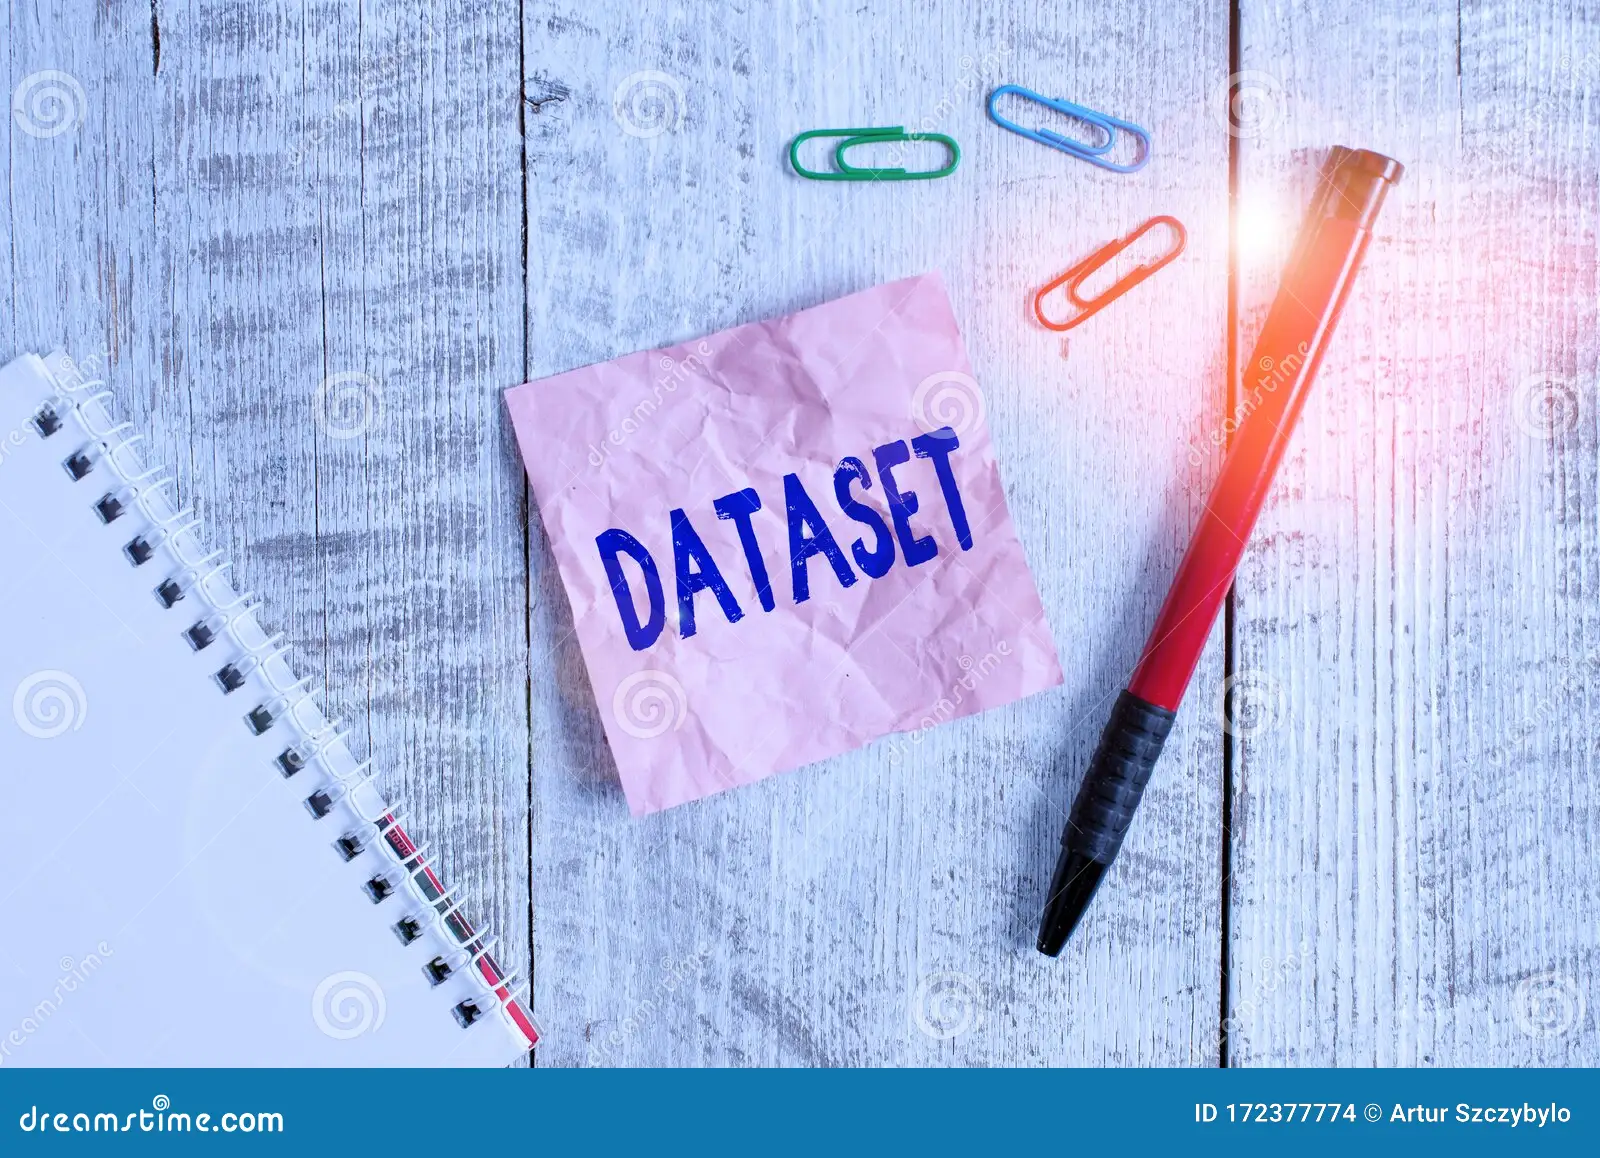 DATASET
dreamstime.com
ID 172377774 © Artur Szczybylo